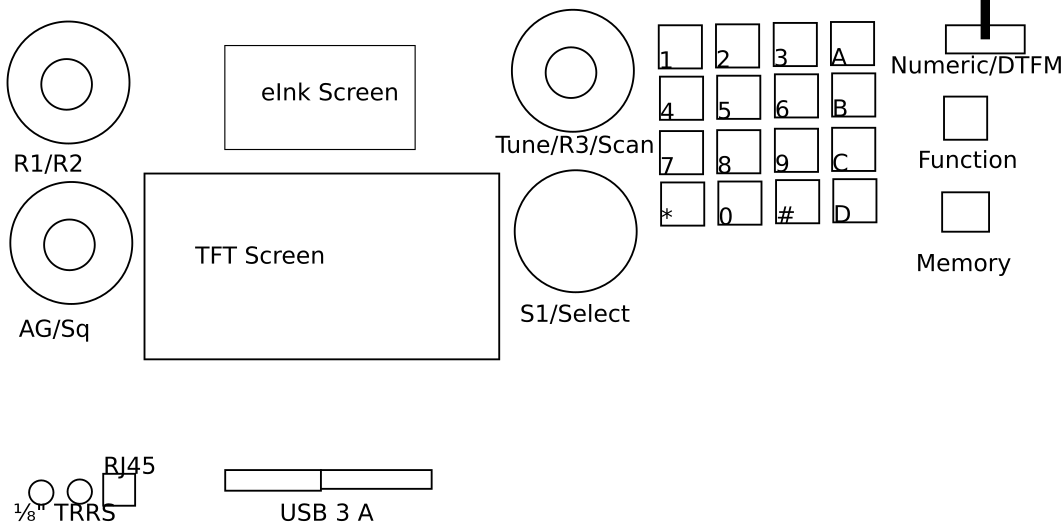 eInk Screen
R1/R2
Tune/R3/Scan
1 2 3 A
4 5 6 B
7 8 9 C
* 0 # D
Numeric/DTFM
Function
Memory
TFT Screen
AG/Sq
S1/Select
RJ45
⅛" TRRS
USB 3 A